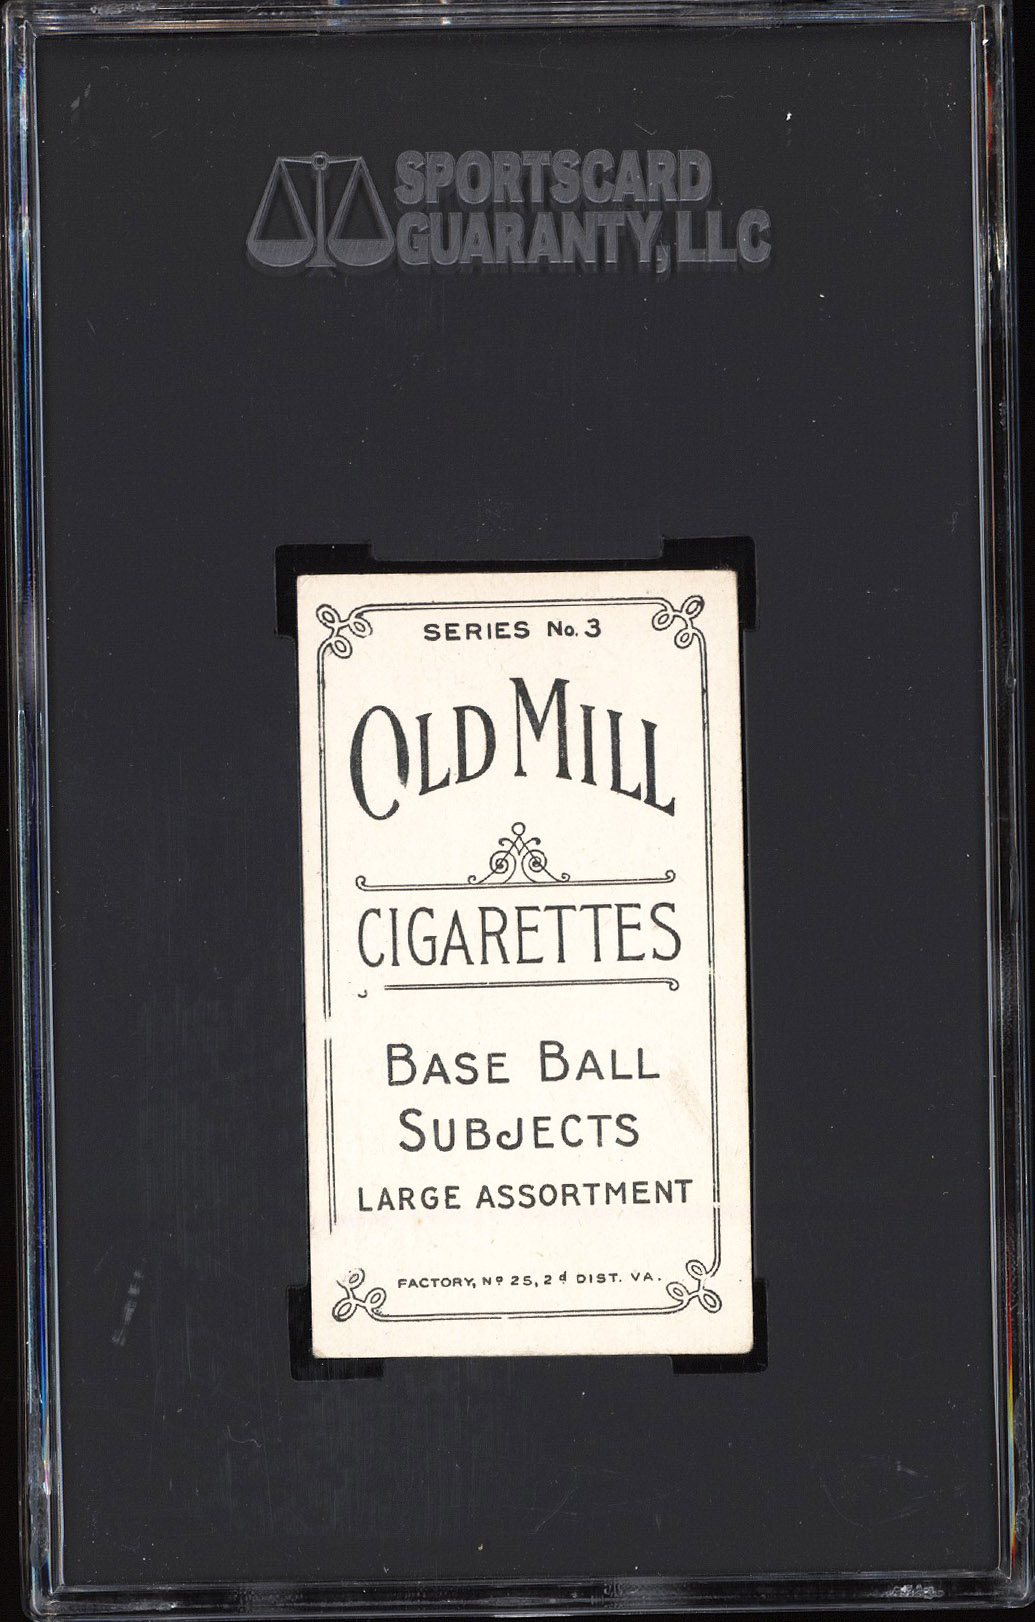 SPORTSCARD
GUARANTY, LLC
SERIES No. 3
OLD MILL
CIGARETTES
BASE BALL
SUBJECTS
LARGE ASSORTMENT
FACTORY, Nº 25, 2d DIST. VA.